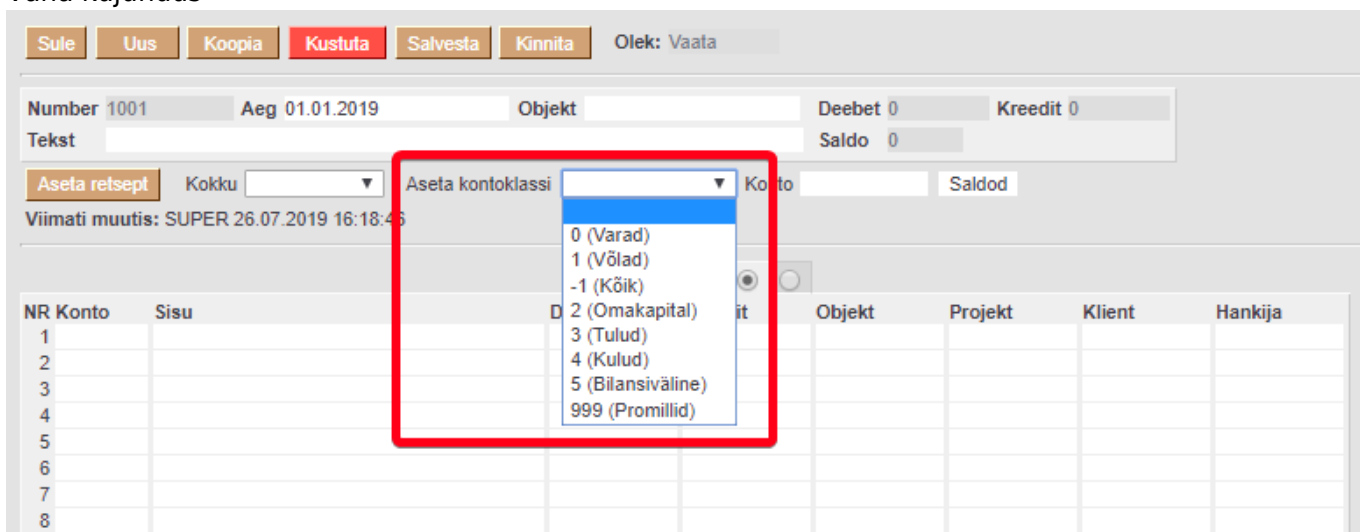 Sule Uus Koopia Kustuta Salvesta Kinnita Olek: Vaata
Number 1001 Aeg 01.01.2019 Objekt Deebet 0 Kreedit 0
Tekst Saldo 0
Aseta retsept Kokku Aseta kontoklassi Konto Saldod
Viimati muutis: SUPER 26.07.2019 16:18:46
0 (Varad)
1 (Võlad)
-1 (Kõik)
2 (Omakapital)
3 (Tulud)
4 (Kulud)
5 (Bilansiväline)
999 (Promillid)
NR Konto Sisu D it Objekt Projekt Klient Hankija
1
2
3
4
5
6
7
8